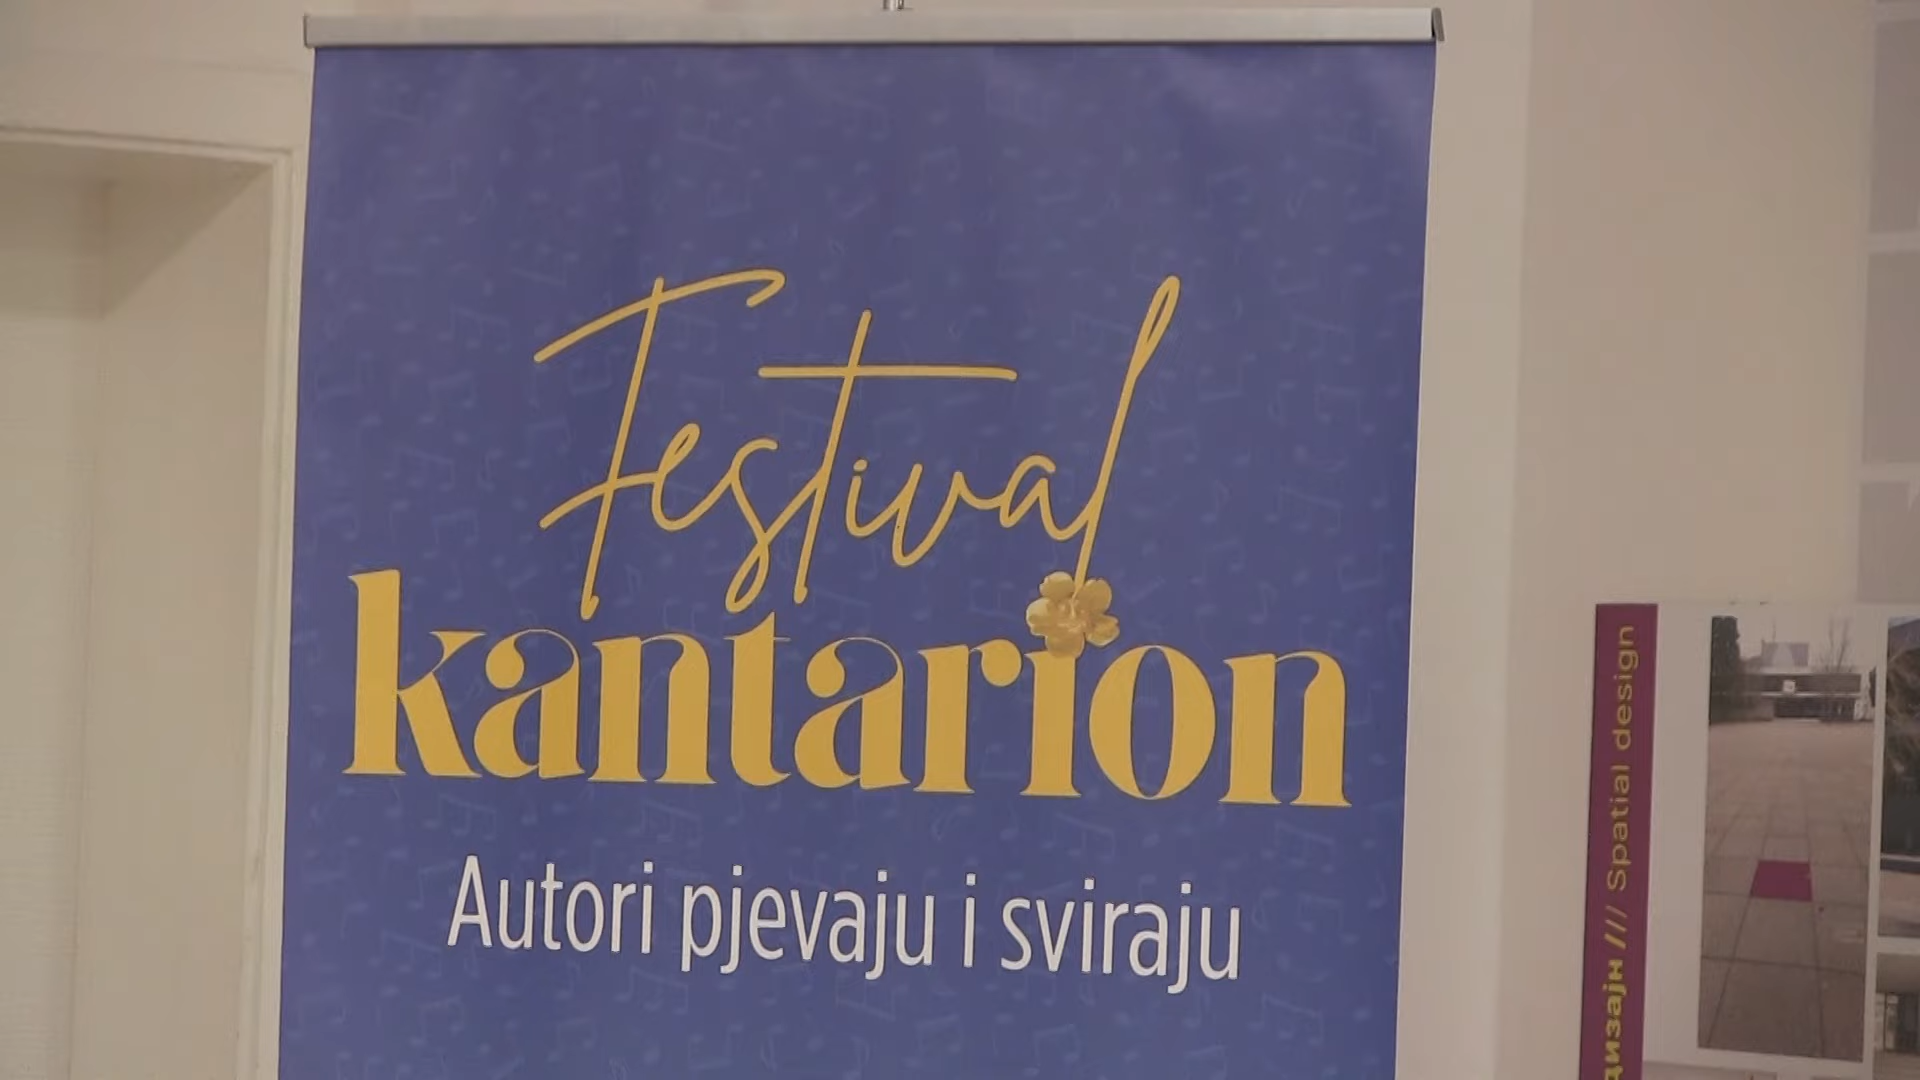 Festival
kantarion
Autori pjevaju i sviraju
дизајн /// Spatial design